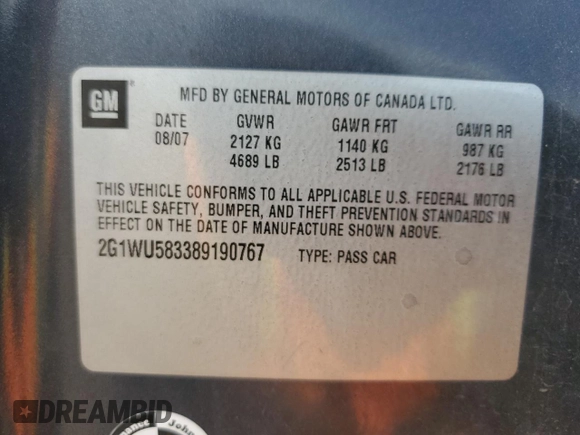 GM
MFD BY GENERAL MOTORS OF CANADA LTD.
DATE GVWR GAWR FRT GAWR RR
08/07 2127 KG 1140 KG 987 KG
4689 LB 2513 LB 2176 LB
THIS VEHICLE CONFORMS TO ALL APPLICABLE U.S. FEDERAL MOTOR
VEHICLE SAFETY, BUMPER, AND THEFT PREVENTION STANDARDS IN
EFFECT ON THE DATE OF MANUFACTURE SHOWN ABOVE.
2G1WU583389190767 TYPE: PASS CAR
DREAMBID